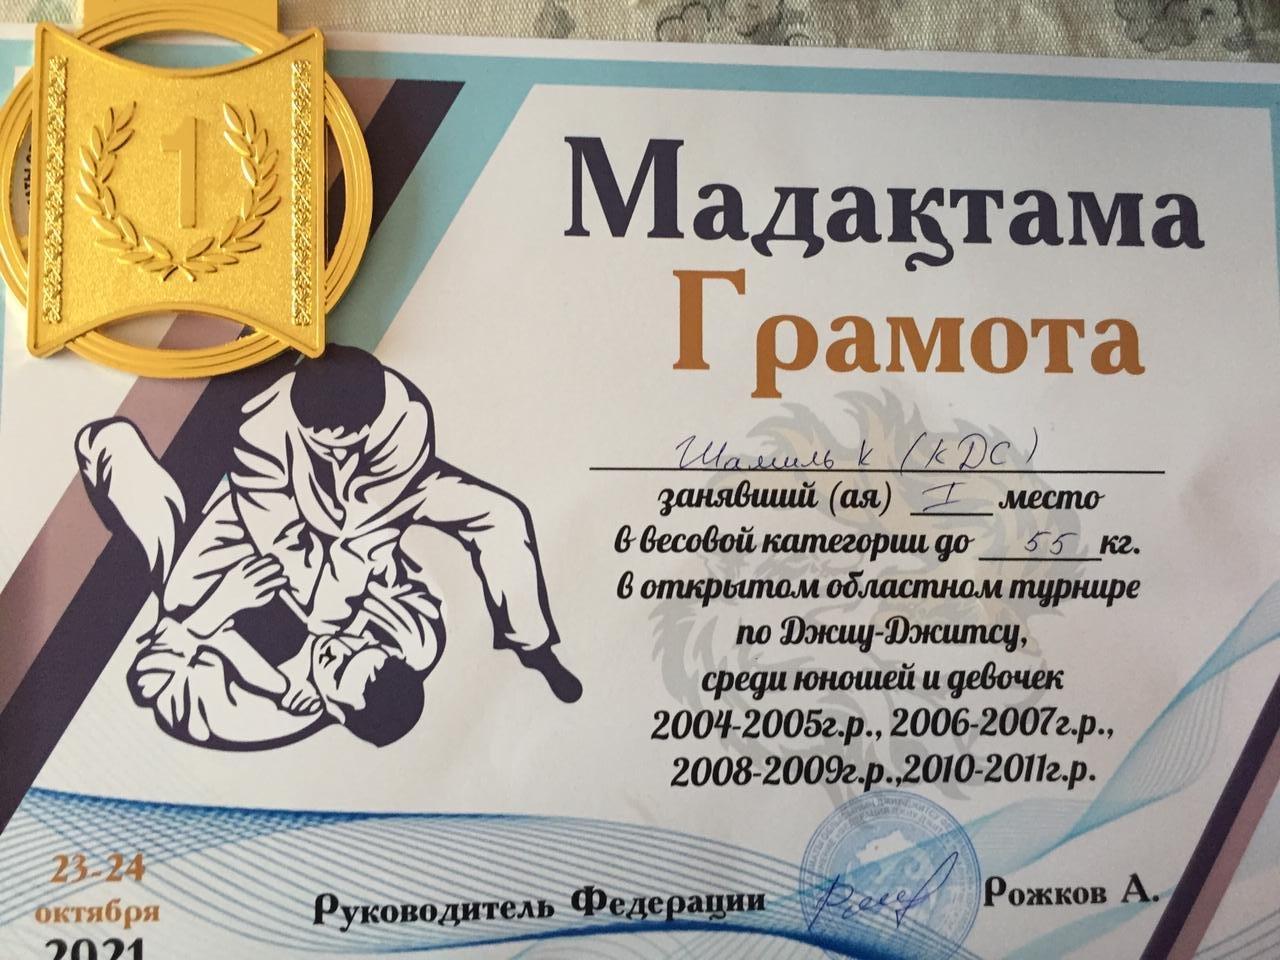 1
Мадақтама
Грамота
Шамиль К (КДС)
занявший (ая) I место
в весовой категории до 55 кг.
в открытом областном турнире
по Джиу-Джитсу,
среди юношей и девочек
2004-2005г.р., 2006-2007г.р.,
2008-2009г.р.,2010-2011г.р.
23-24
октября
2021
Руководитель Федерации Рожков А.